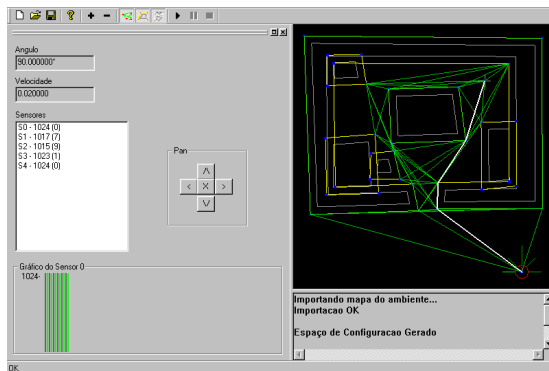 Angulo
90.000000°
Velocidade
0.020000
Sensores
S0 - 1024 (0)
S1 - 1017 (7)
S2 - 1015 (9)
S3 - 1023 (1)
S4 - 1024 (0)
Pan
/\
< X >
\/
Gráfico do Sensor 0
1024-
Importando mapa do ambiente...
Importacao OK
Espaço de Configuracao Gerado
OK